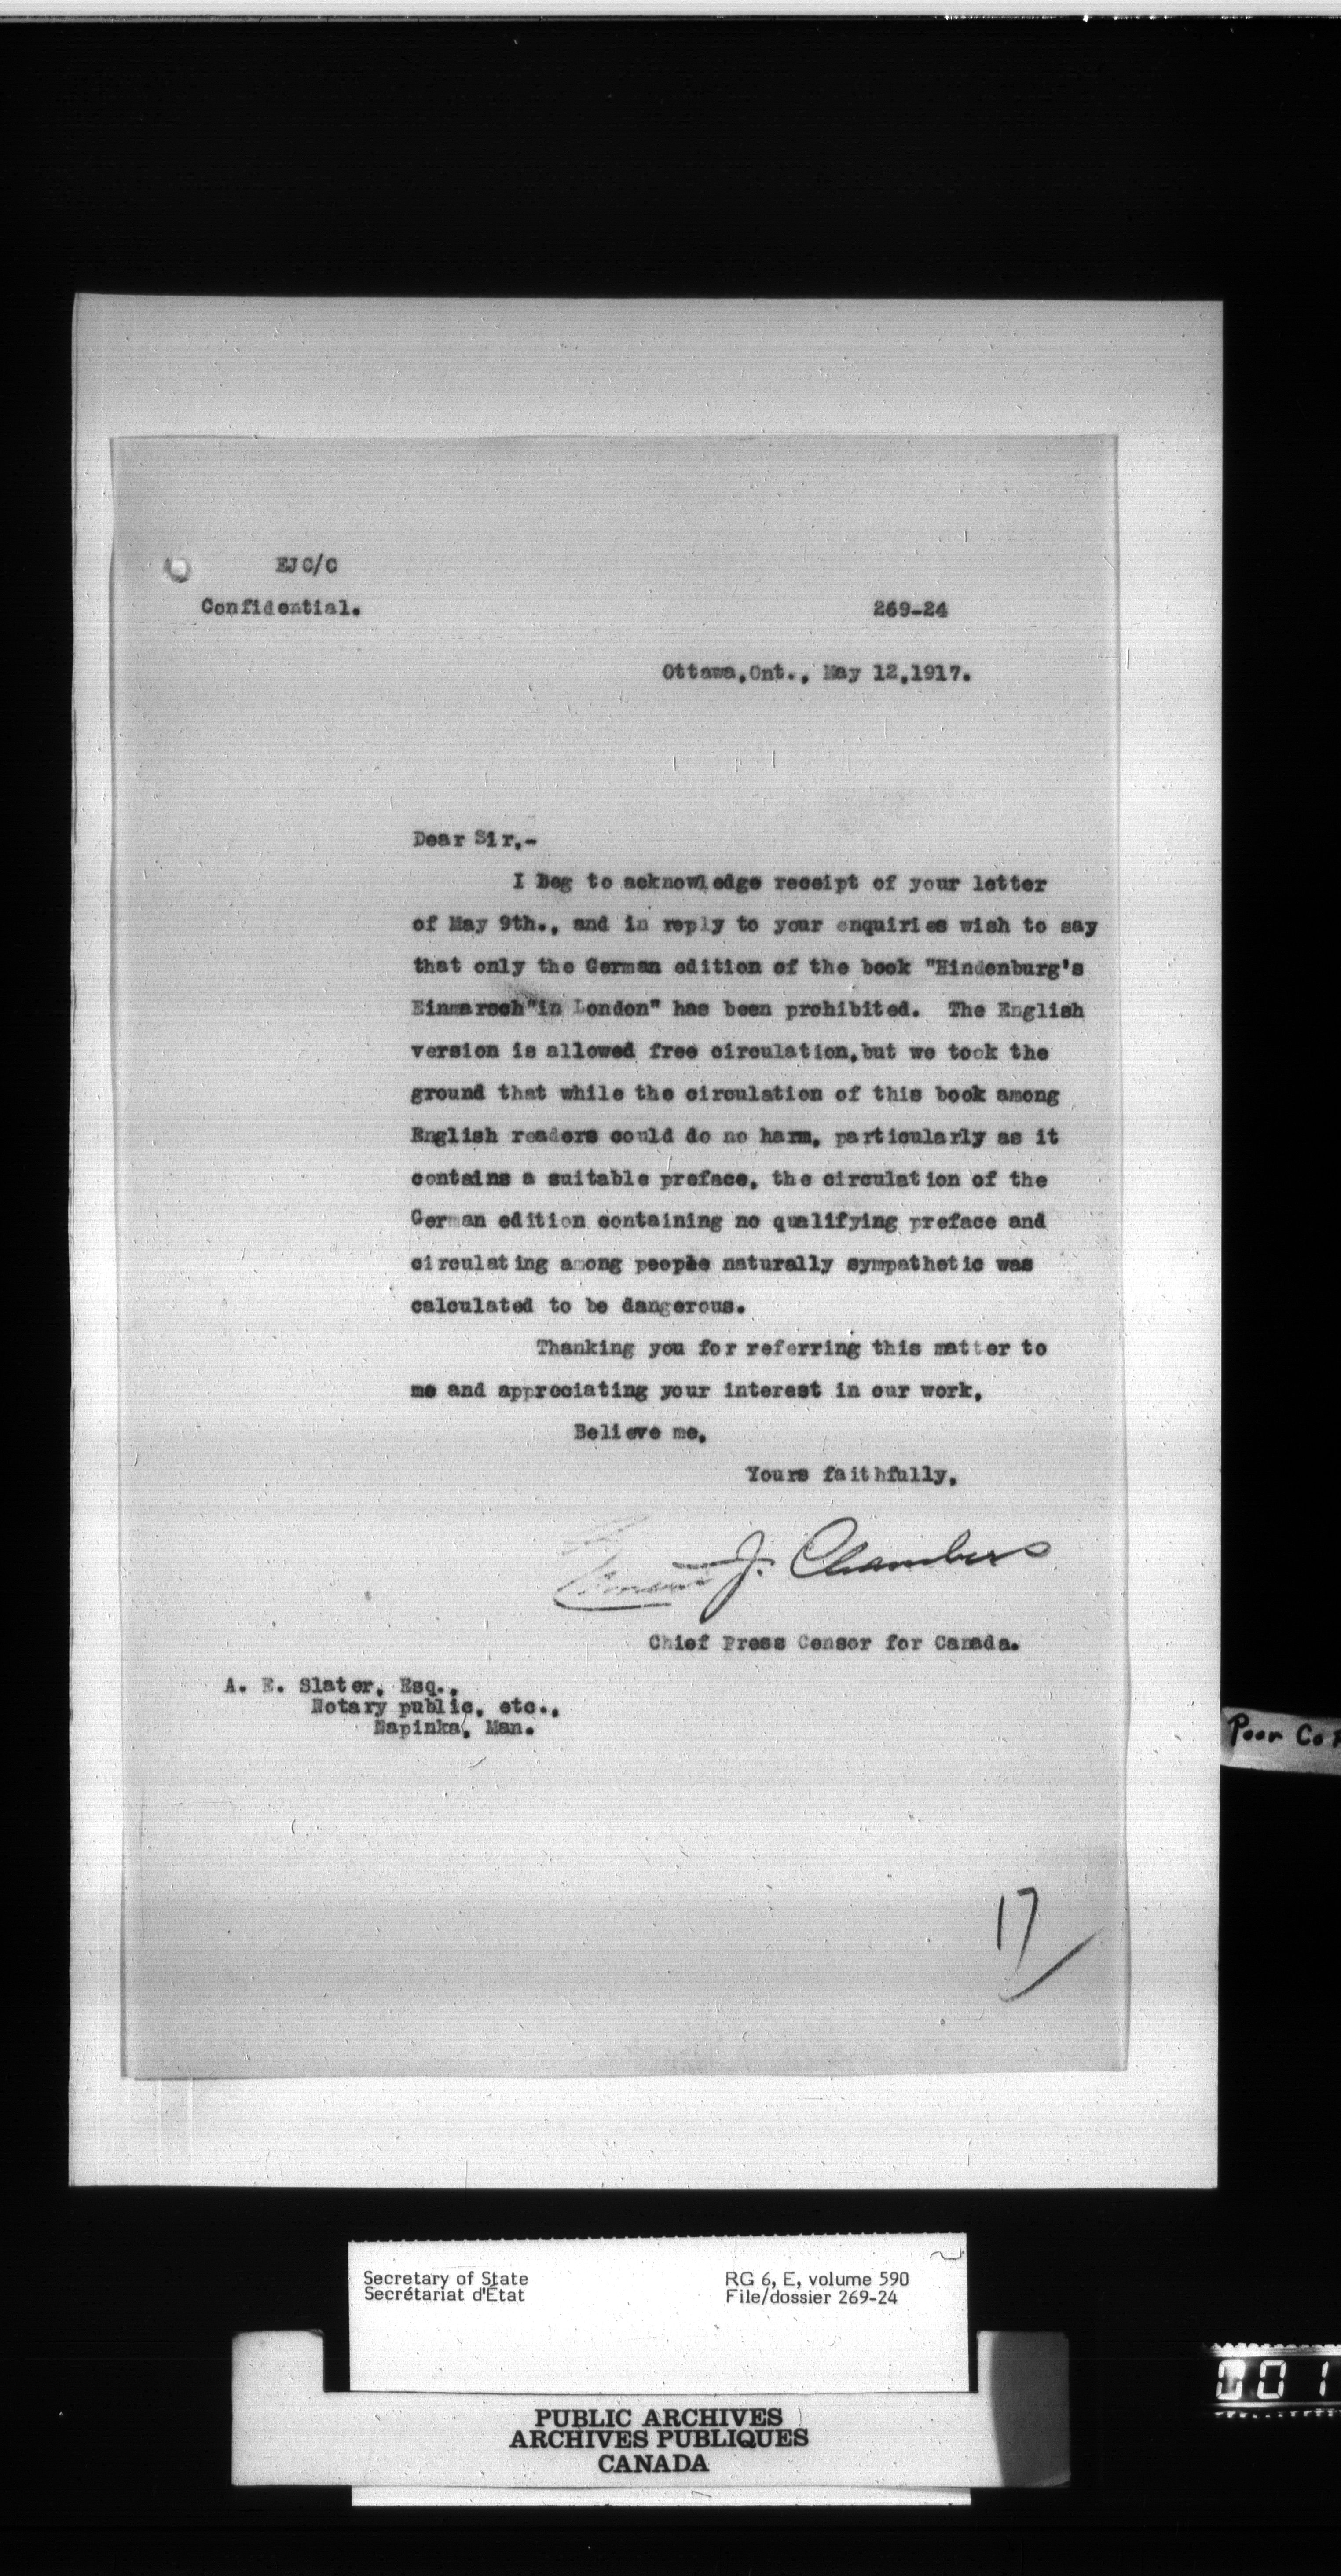 EJC/C
Confidential.
269-24
Ottawa,Ont., May 12,1917.
Dear Sir,-
I beg to acknowledge receipt of your letter
of May 9th., and in reply to your enquiries wish to say
that only the German edition of the book "Hindenburg's
Einmarsch"in London" has been prohibited. The English
version is allowed free circulation,but we took the
ground that while the circulation of this book among
English readers could do no harm, particularly as it
contains a suitable preface, the circulation of the
German edition containing no qualifying preface and
circulating among people naturally sympathetic was
calculated to be dangerous.
Thanking you for referring this matter to
me and appreciating your interest in our work,
Believe me,
Yours faithfully,
Ernest J. Chambers
Chief Press Censor for Canada.
A. E. Slater, Esq.,
Notary public, etc.,
Napinka, Man.
Poor
17
Secretary of State
Secrétariat d'État
RG 6, E, volume 590
File/dossier 269-24
PUBLIC ARCHIVES
ARCHIVES PUBLIQUES
CANADA
001